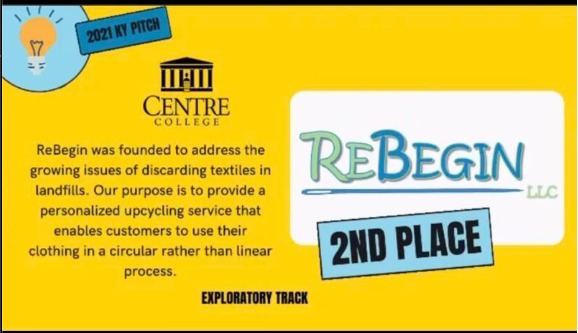 2021 KY PITCH
CENTRE
COLLEGE
ReBegin was founded to address the
growing issues of discarding textiles in
landfills. Our purpose is to provide a
personalized upcycling service that
enables customers to use their
clothing in a circular rather than linear
process.
REBEGIN
LLC
2ND PLACE
EXPLORATORY TRACK